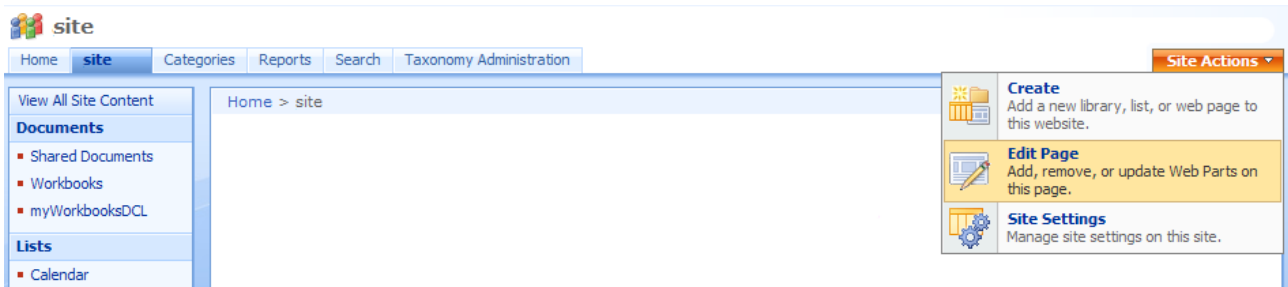 site
Home site Categories Reports Search Taxonomy Administration Site Actions
View All Site Content
Home > site
Documents
Shared Documents
Workbooks
myWorkbooksDCL
Lists
Calendar
Create
Add a new library, list, or web page to
this website.
Edit Page
Add, remove, or update Web Parts on
this page.
Site Settings
Manage site settings on this site.